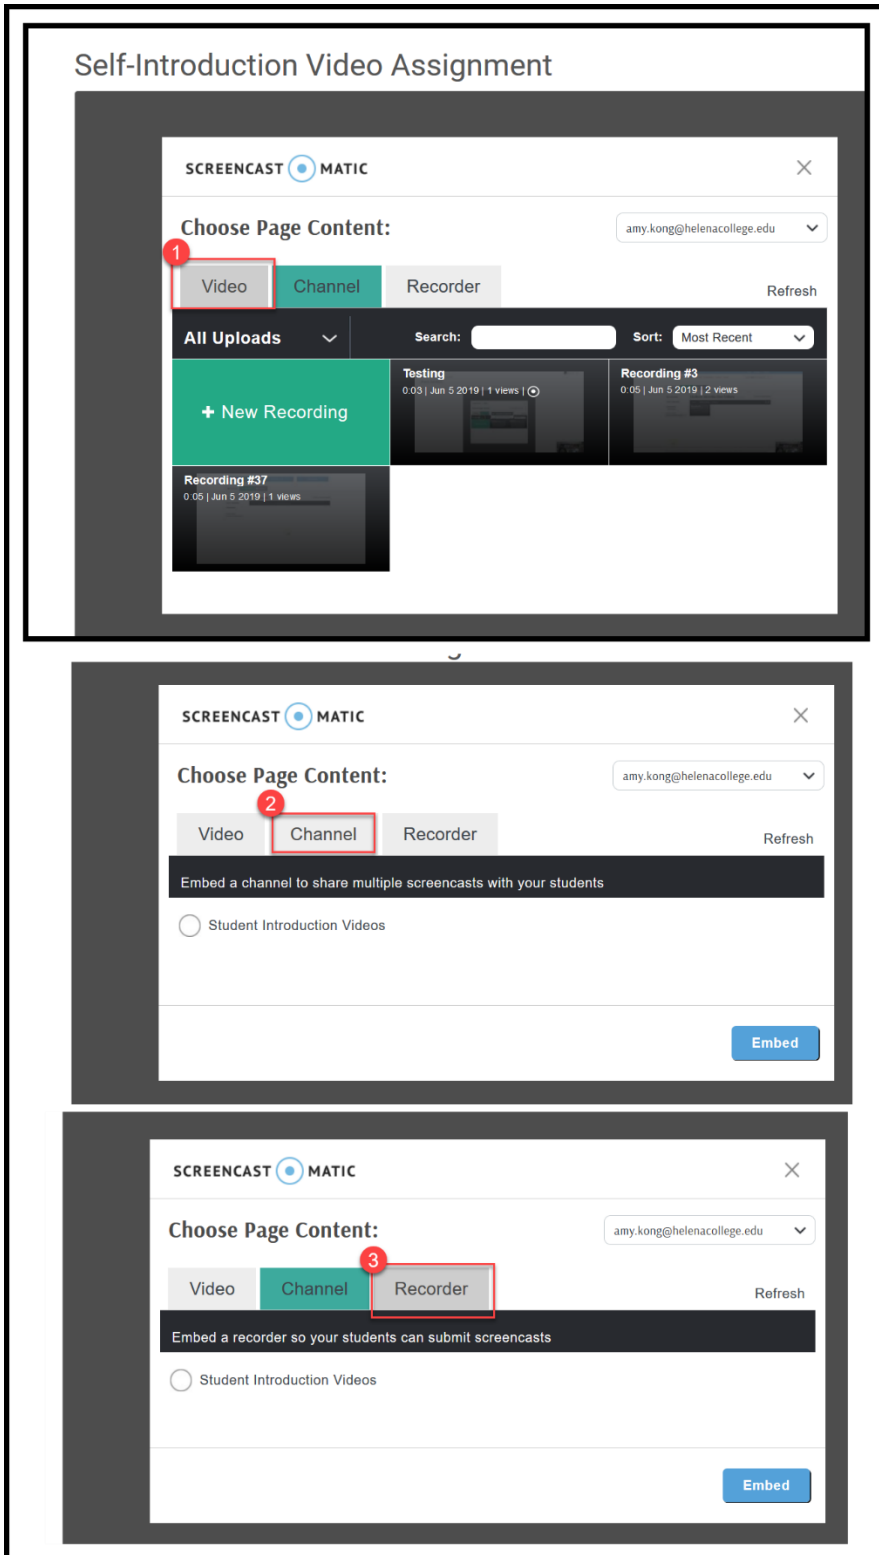 Self-Introduction Video Assignment
SCREENCAST MATIC
Choose Page Content:
amy.kong@helenacollege.edu
1
Video Channel Recorder
Refresh
All Uploads Search: Sort: Most Recent
+ New Recording
Testing
0:03 | Jun 5 2019 | 1 views |
Recording #3
0:05 | Jun 5 2019 | 2 views
Recording #37
0:05 | Jun 5 2019 | 1 views
SCREENCAST MATIC
Choose Page Content:
amy.kong@helenacollege.edu
2
Video Channel Recorder
Refresh
Embed a channel to share multiple screencasts with your students
Student Introduction Videos
Embed
SCREENCAST MATIC
Choose Page Content:
amy.kong@helenacollege.edu
3
Video Channel Recorder
Refresh
Embed a recorder so your students can submit screencasts
Student Introduction Videos
Embed